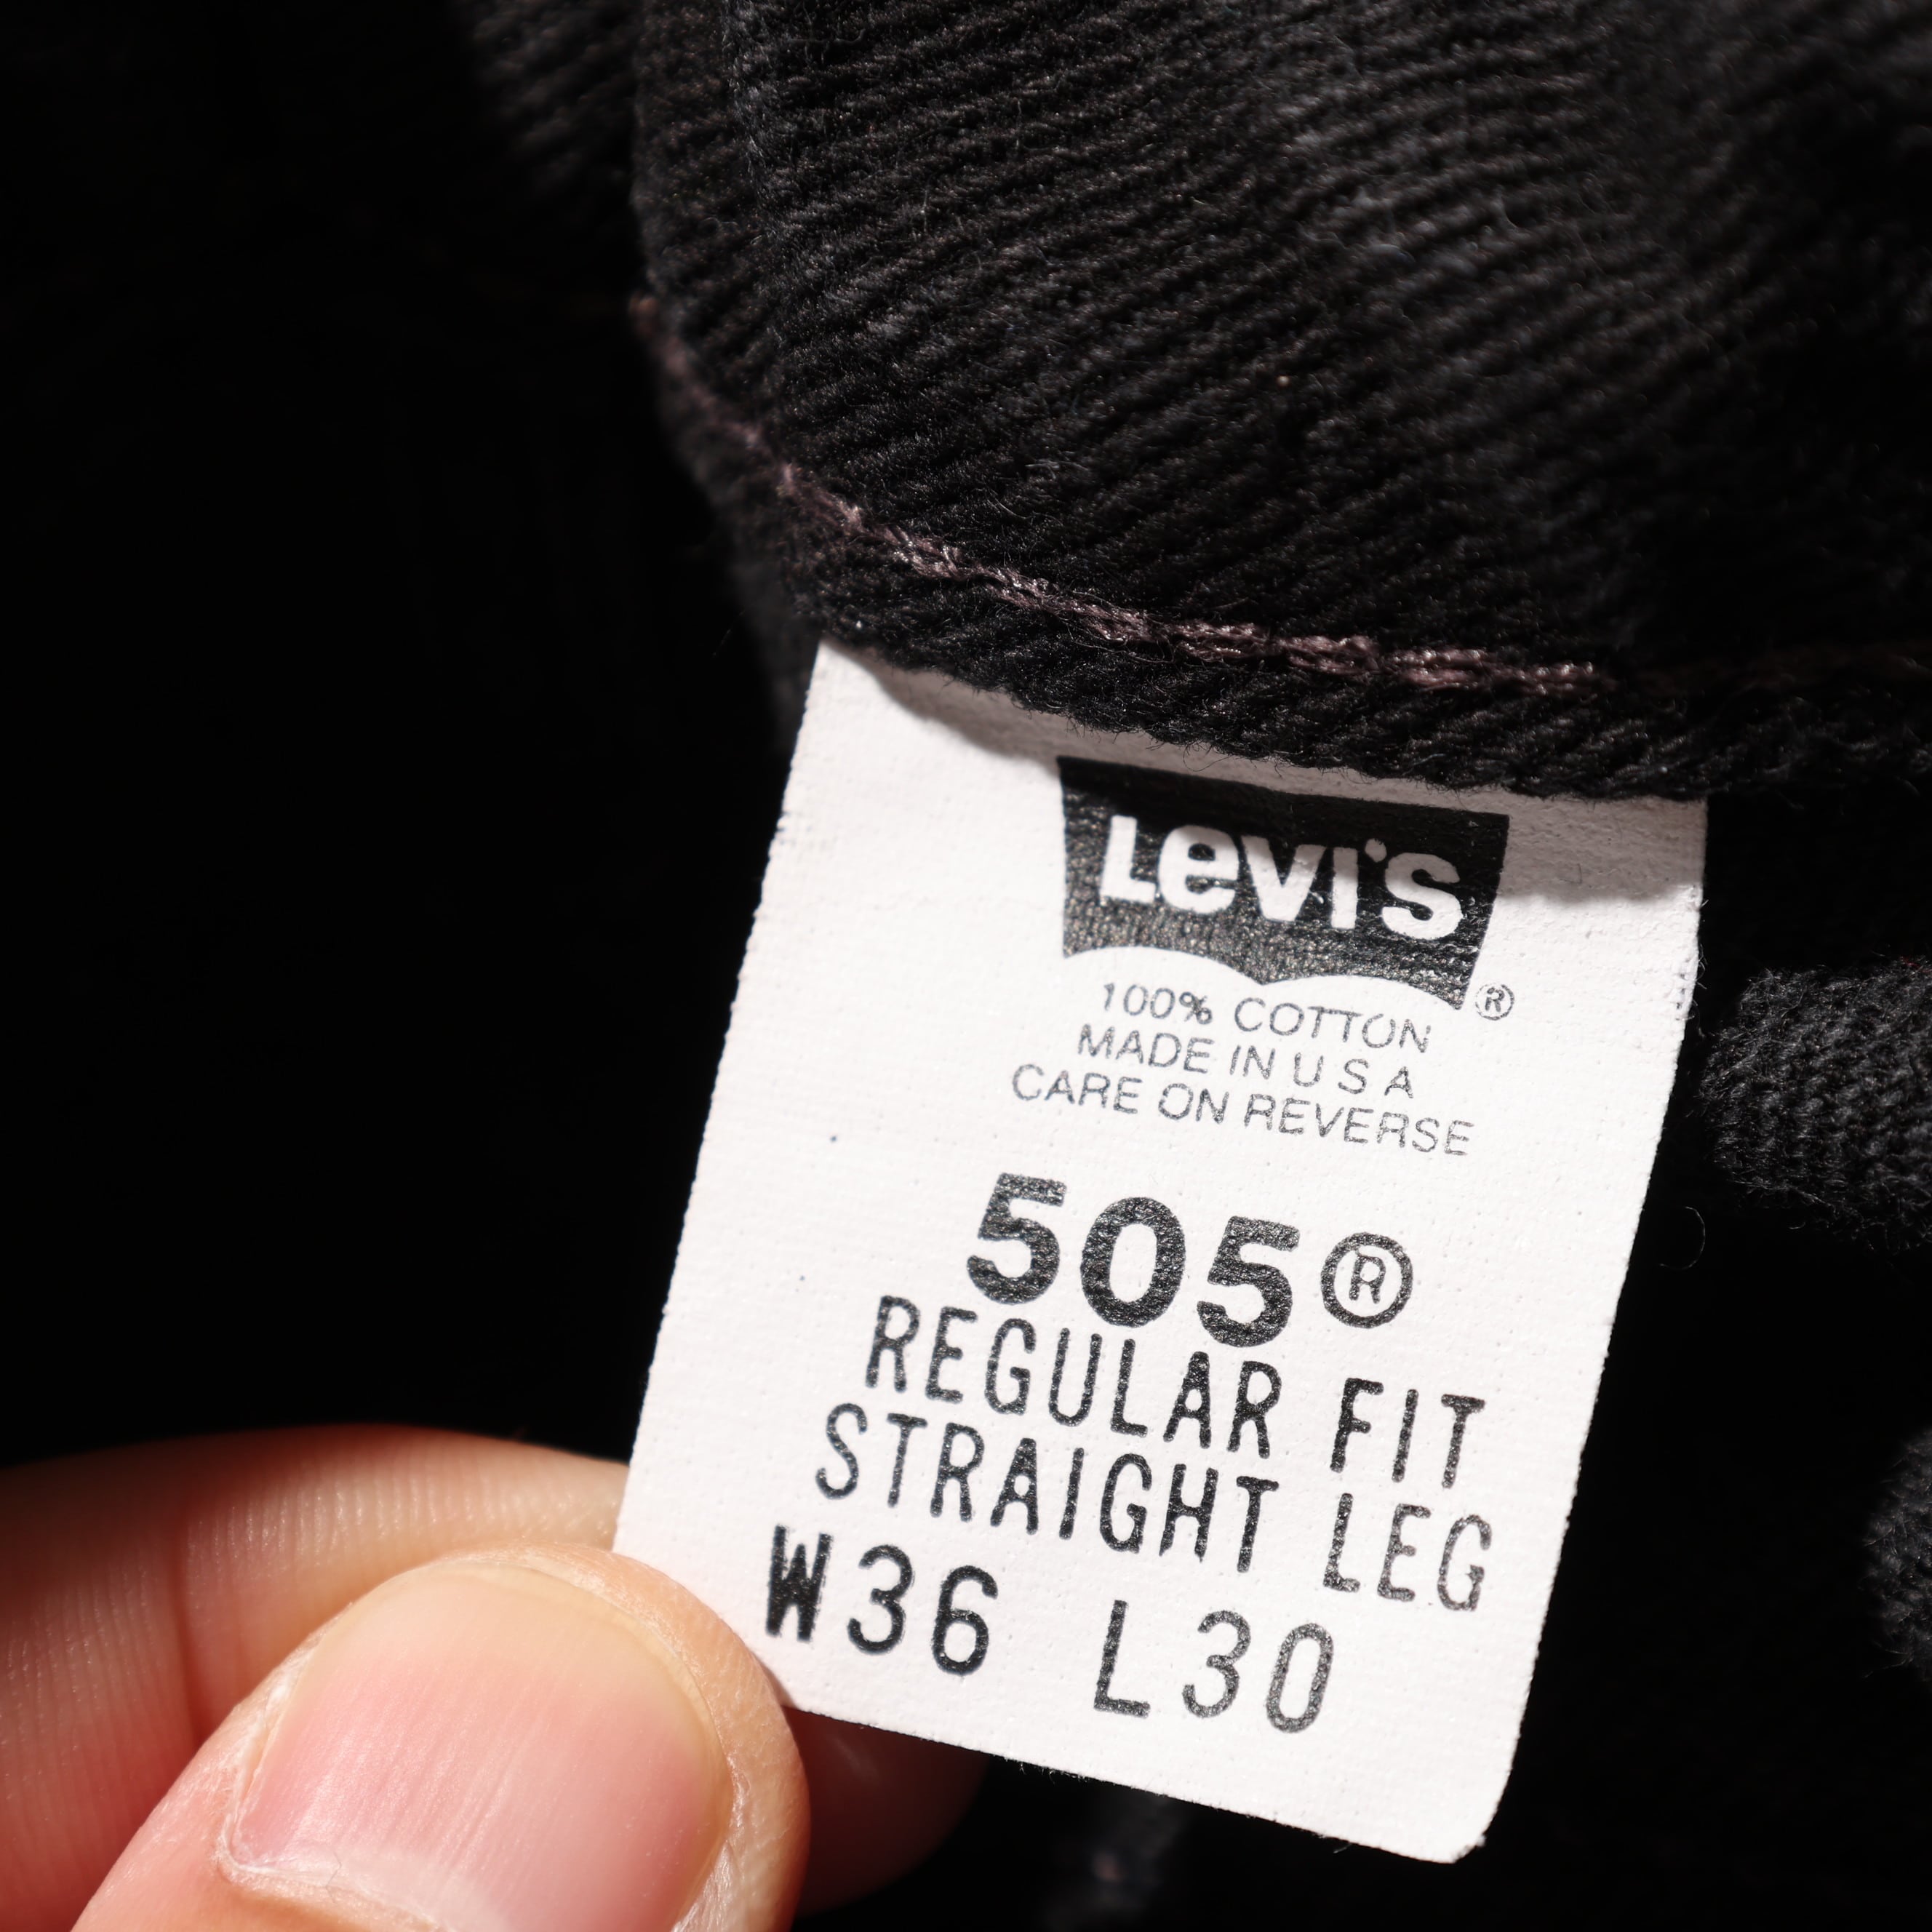 Levi's
®
100% COTTON
MADE IN U S A
CARE ON REVERSE
505®
REGULAR FIT
STRAIGHT LEG
W36 L30